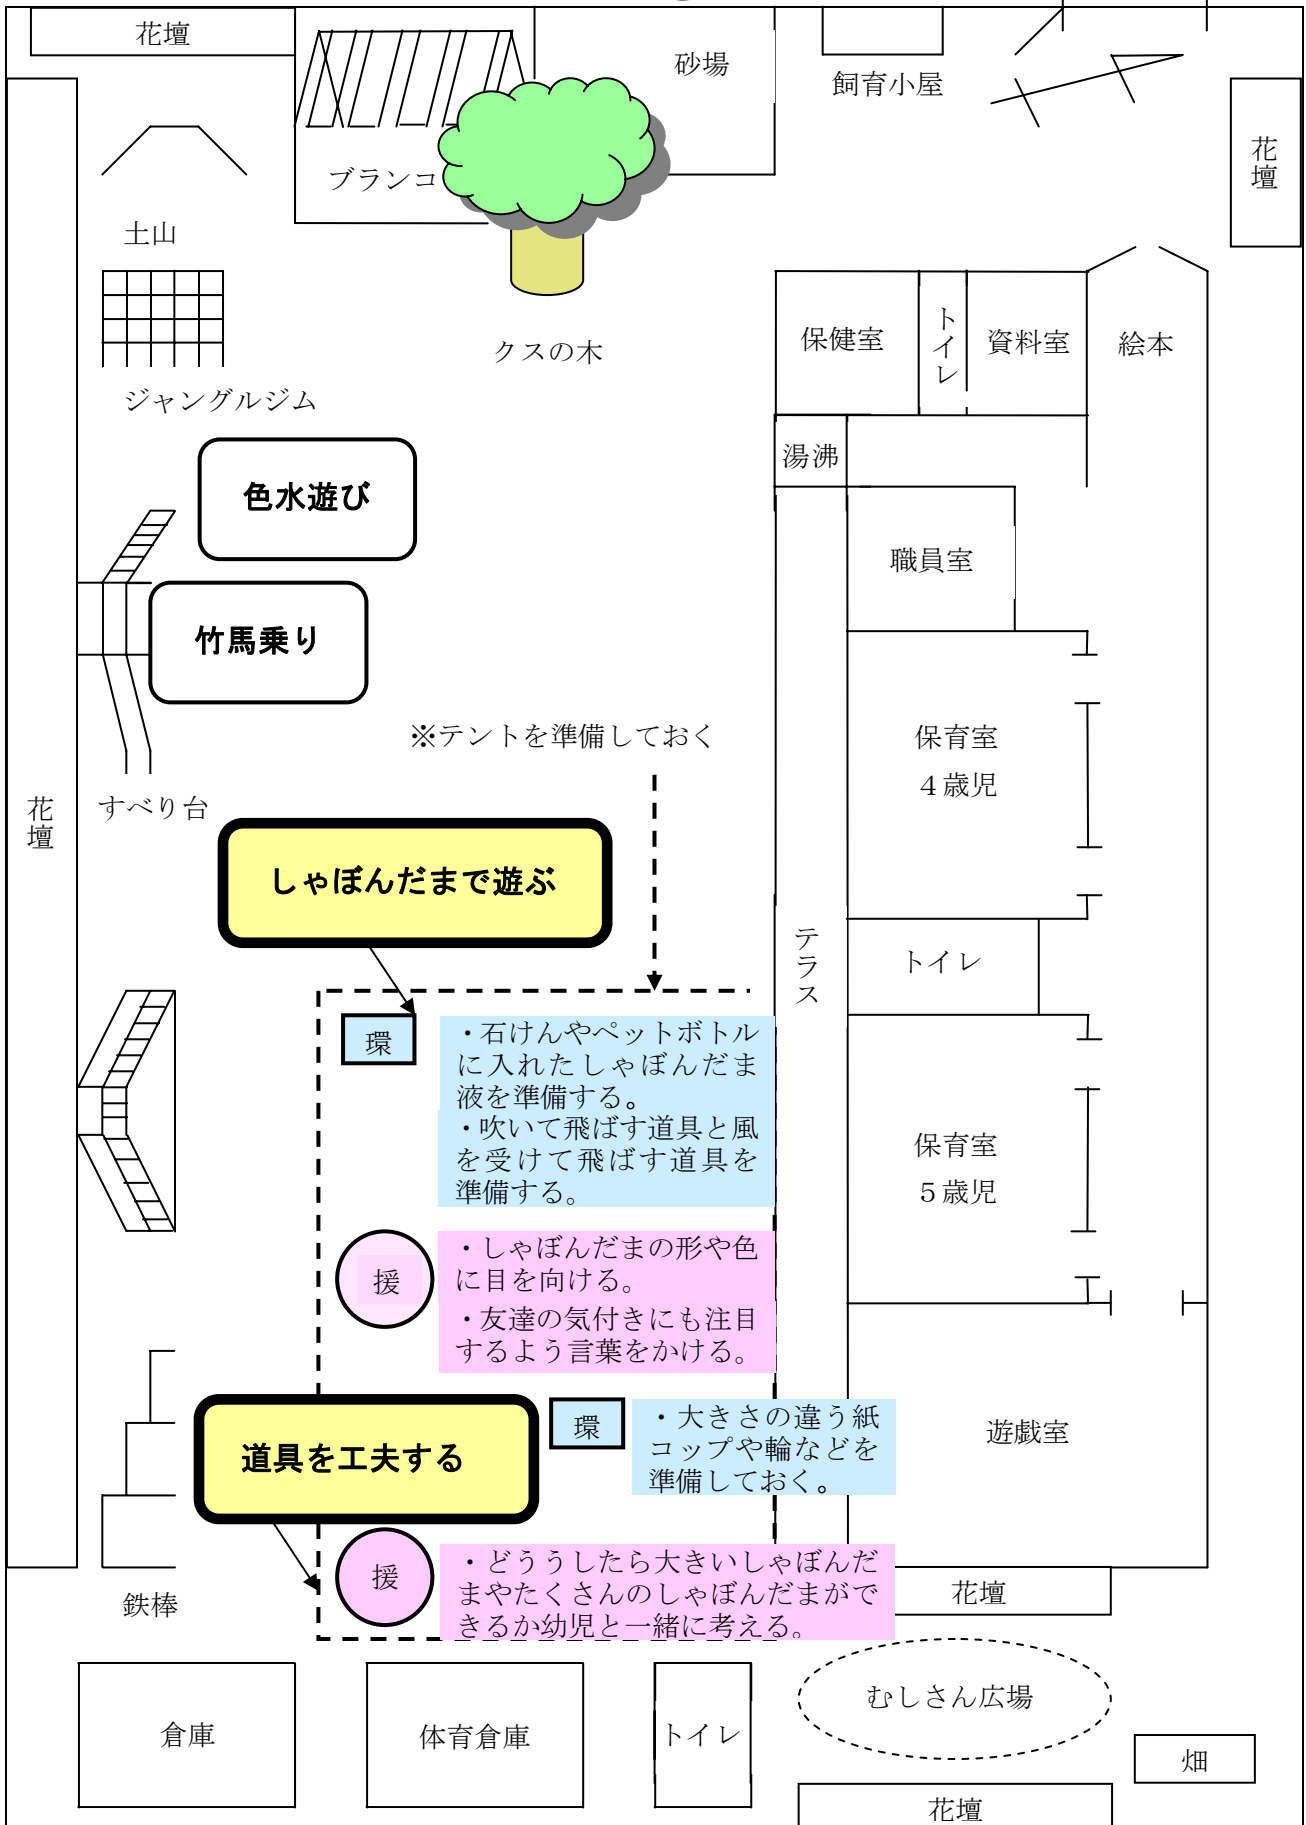 花壇
砂場
飼育小屋
花壇
ブランコ
土山
クスの木
ジャングルジム
保健室
トイレ
資料室
絵本
湯沸
色水遊び
職員室
竹馬乗り
※テントを準備しておく
保育室
４歳児
花壇
すべり台
しゃぼんだまで遊ぶ
テラス
トイレ
環
・石けんやペットボトル
に入れたしゃぼんだま
液を準備する。
・吹いて飛ばす道具と風
を受けて飛ばす道具を
準備する。
保育室
５歳児
援
・しゃぼんだまの形や色
に目を向ける。
・友達の気付きにも注目
するよう言葉をかける。
道具を工夫する
環
・大きさの違う紙
コップや輪などを
準備しておく。
遊戯室
援
・どううしたら大きいしゃぼんだ
まやたくさんのしゃぼんだまがで
きるか幼児と一緒に考える。
鉄棒
花壇
倉庫
体育倉庫
トイレ
むしさん広場
畑
花壇